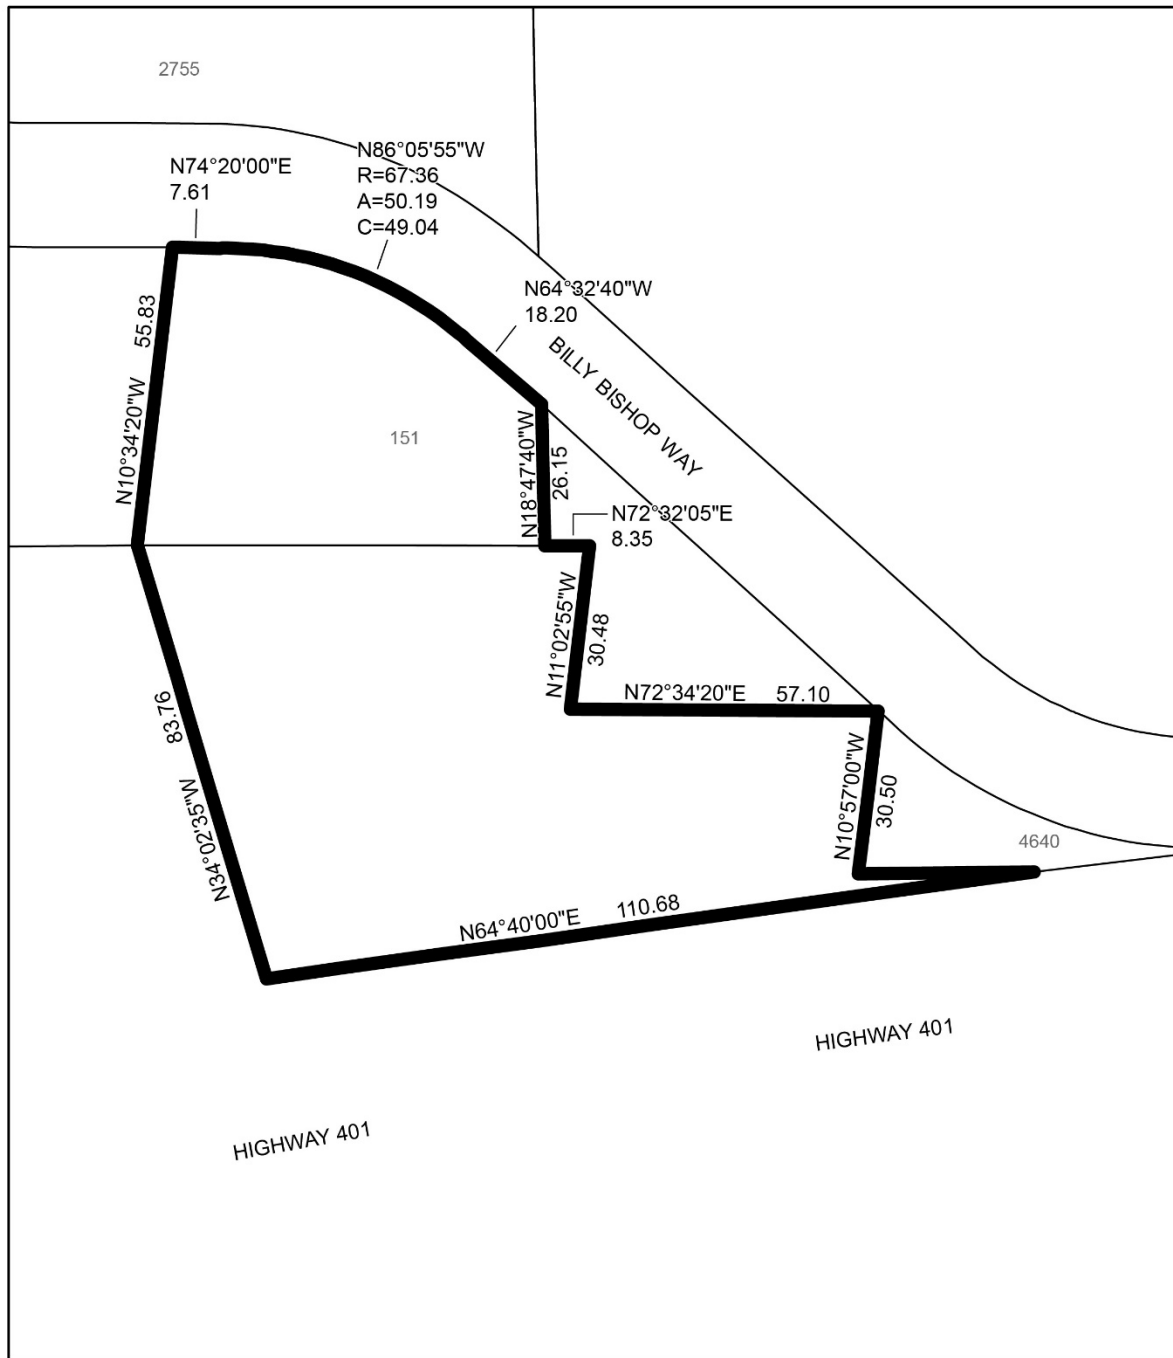 2755
N74°20'00"E
7.61
N86°05'55"W
R=67.36
A=50.19
C=49.04
N64°32'40"W
18.20
BILLY BISHOP WAY
N10°34'20"W 55.83
151
N18°47'40"W
26.15
N72°32'05"E
8.35
N11°02'55"W
30.48
N72°34'20"E 57.10
N34°02'35"W 83.76
N10°57'00"W
30.50
4640
N64°40'00"E 110.68
HIGHWAY 401
HIGHWAY 401